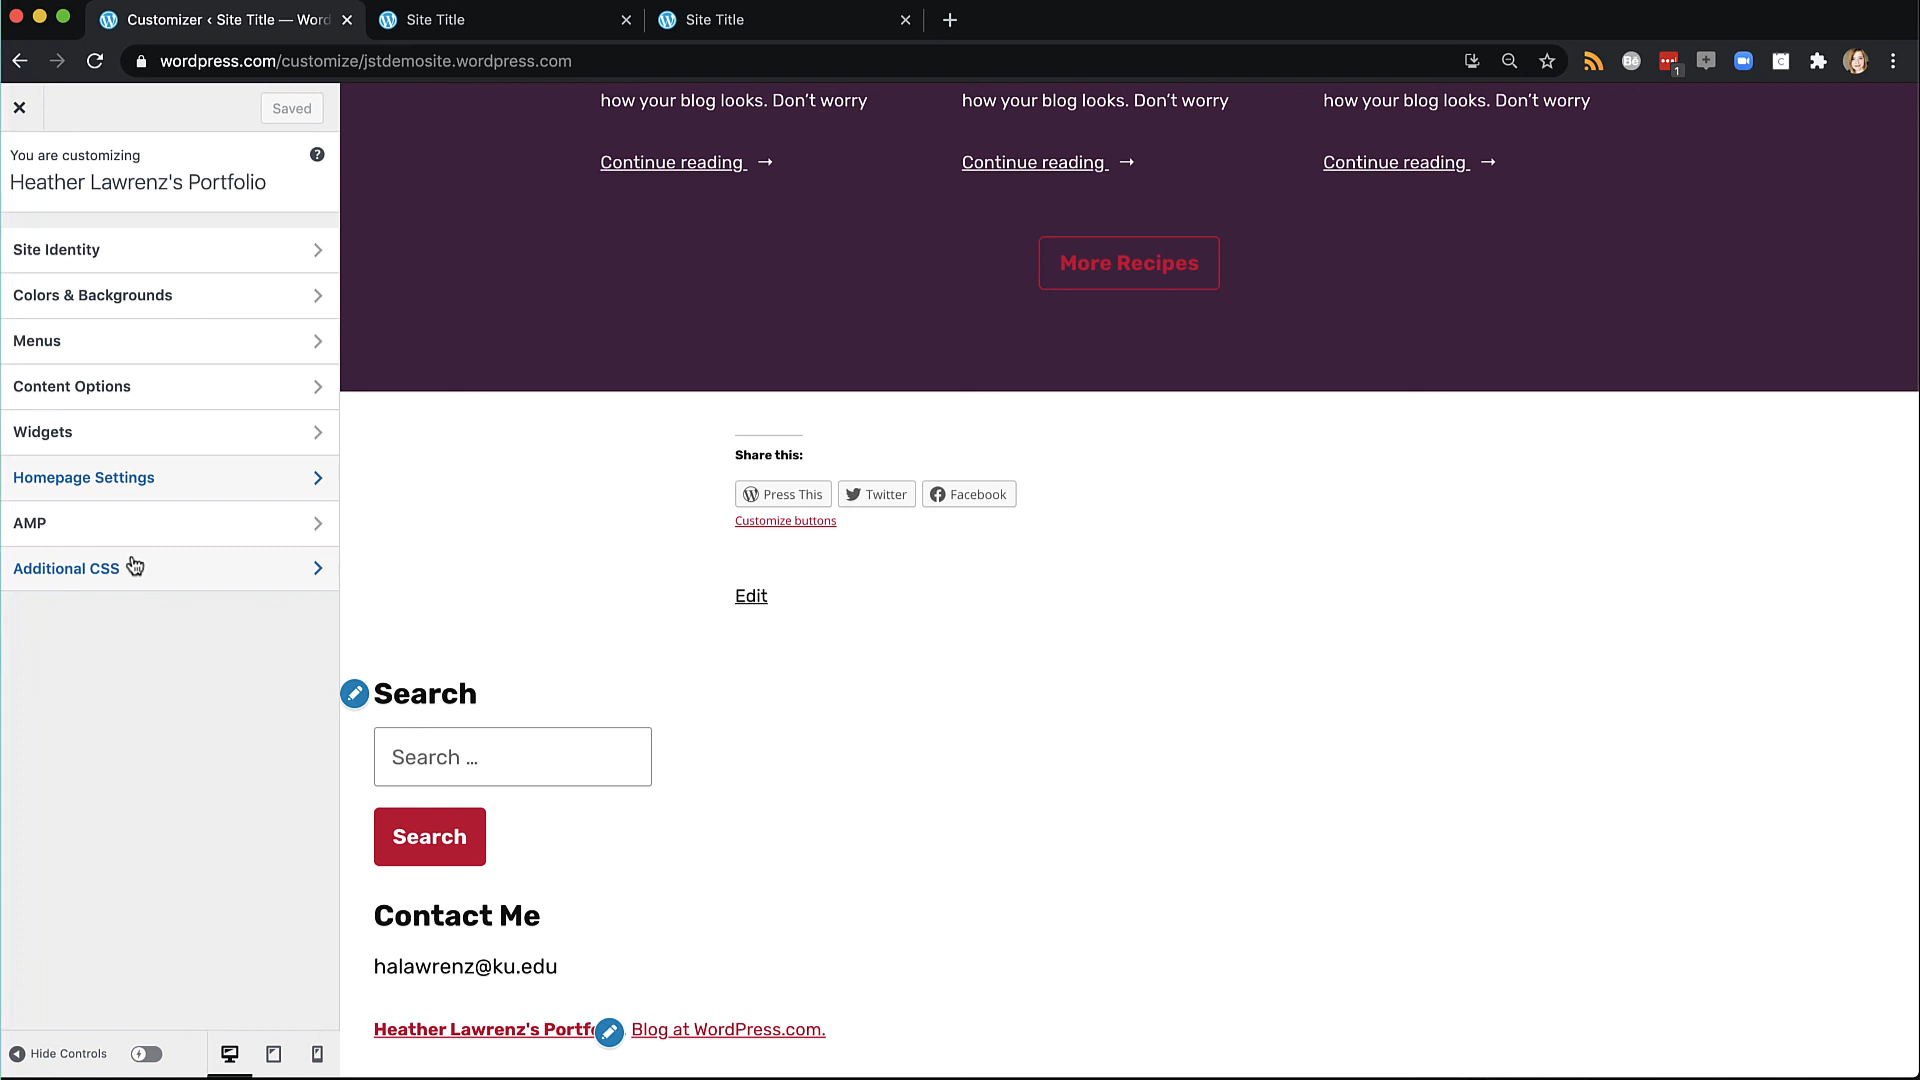 Customizer ‹ Site Title — Word
Site Title
Site Title
wordpress.com/customize/jstdemosite.wordpress.com
Bē
1
C
Saved
You are customizing
Heather Lawrenz's Portfolio
Site Identity
Colors & Backgrounds
Menus
Content Options
Widgets
Homepage Settings
AMP
Additional CSS
Hide Controls
how your blog looks. Don’t worry
how your blog looks. Don’t worry
how your blog looks. Don’t worry
Continue reading →
Continue reading →
Continue reading →
More Recipes
Share this:
Press This
Twitter
Facebook
Customize buttons
Edit
Search
Search …
Search
Contact Me
halawrenz@ku.edu
Heather Lawrenz's Portf
Blog at WordPress.com.